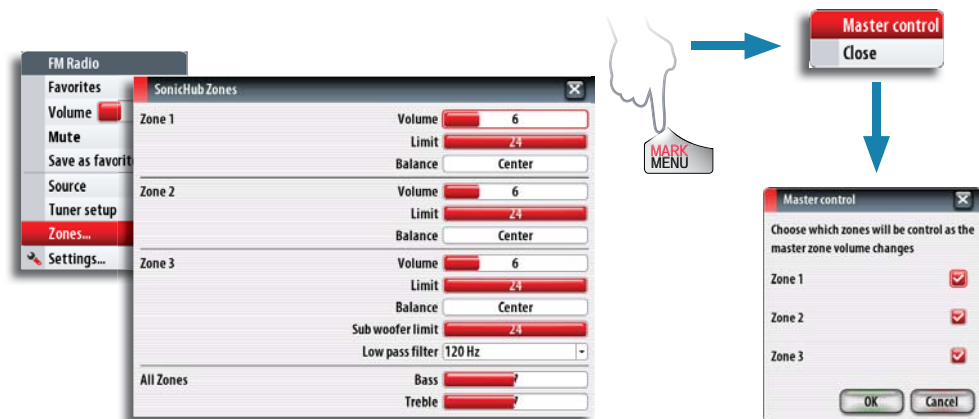 FM Radio
Favorites
Volume
Mute
Save as favorit
Source
Tuner setup
Zones...
Settings...
SonicHub Zones
Zone 1
Volume 6
Limit 24
Balance Center
Zone 2
Volume 6
Limit 24
Balance Center
Zone 3
Volume 6
Limit 24
Balance Center
Sub woofer limit 24
Low pass filter 120 Hz
All Zones
Bass 7
Treble 7
MARK
MENU
Master control
Close
Master control
Choose which zones will be control as the
master zone volume changes
Zone 1
Zone 2
Zone 3
OK Cancel